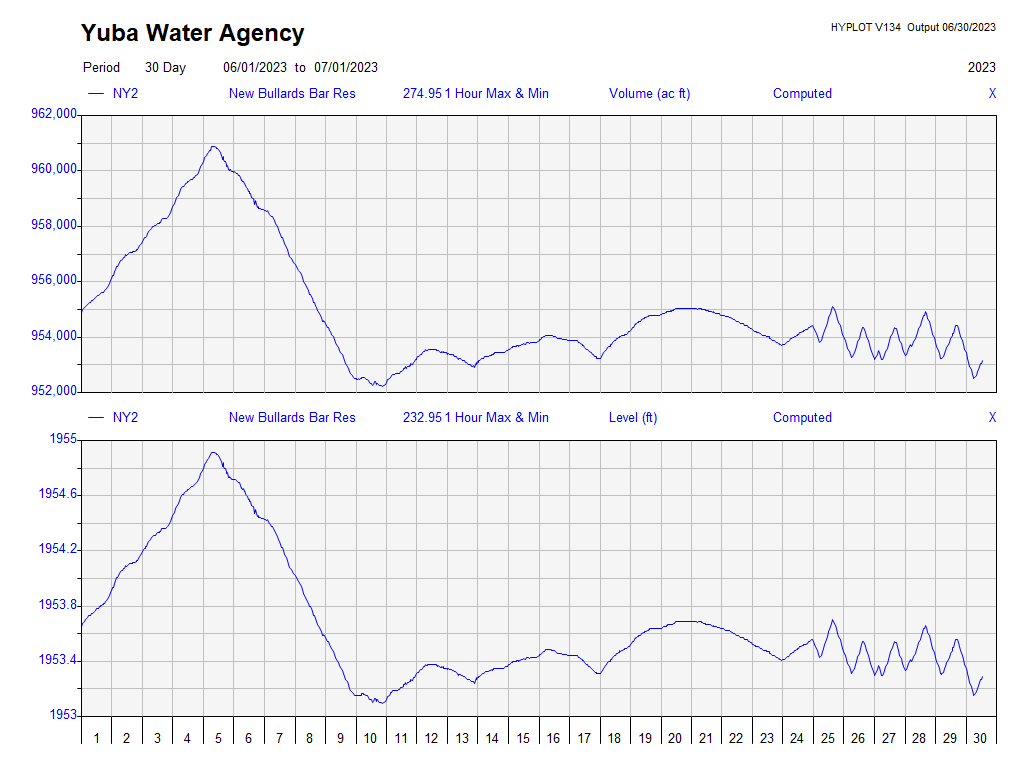 Yuba Water Agency
HYPLOT V134 Output 06/30/2023
Period 30 Day 06/01/2023 to 07/01/2023 2023
NY2 New Bullards Bar Res 274.95 1 Hour Max & Min Volume (ac ft) Computed X
962,000
960,000
958,000
956,000
954,000
952,000
NY2 New Bullards Bar Res 232.95 1 Hour Max & Min Level (ft) Computed X
1955
1954.6
1954.2
1953.8
1953.4
1953
1 2 3 4 5 6 7 8 9 10 11 12 13 14 15 16 17 18 19 20 21 22 23 24 25 26 27 28 29 30